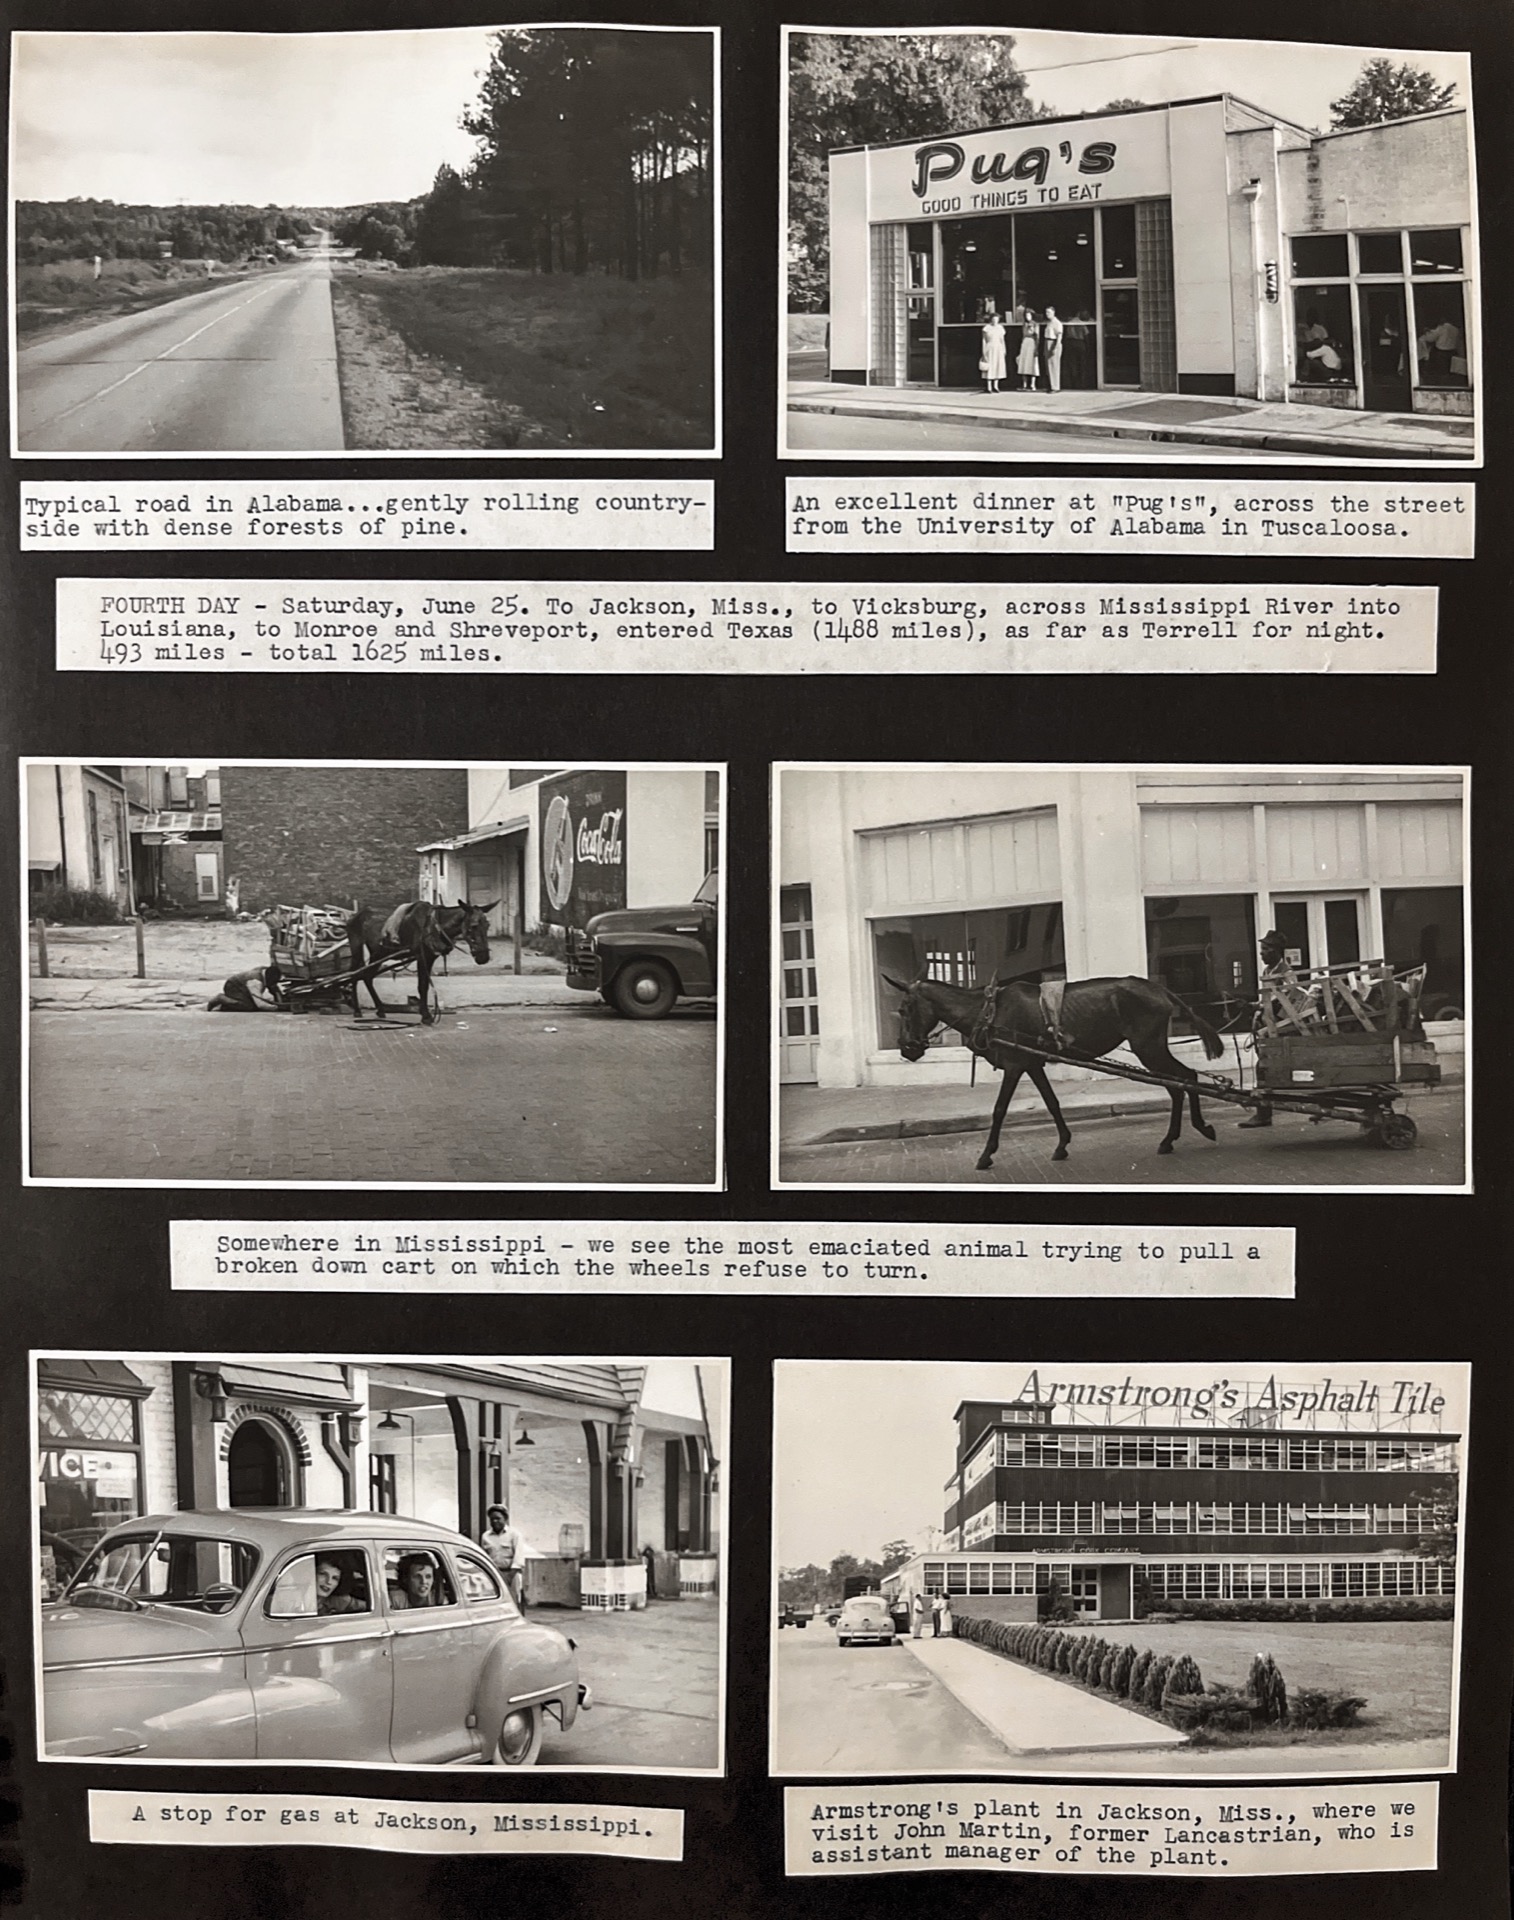 Pug's
GOOD THINGS TO EAT
Typical road in Alabama...gently rolling country-
side with dense forests of pine.
An excellent dinner at "Pug's", across the street
from the University of Alabama in Tuscaloosa.
FOURTH DAY - Saturday, June 25. To Jackson, Miss., to Vicksburg, across Mississippi River into
Louisiana, to Monroe and Shreveport, entered Texas (1488 miles), as far as Terrell for night.
493 miles - total 1625 miles.
DRINK
Coca-Cola
Somewhere in Mississippi - we see the most emaciated animal trying to pull a
broken down cart on which the wheels refuse to turn.
VICE
Armstrong's Asphalt Tile
ARMSTRONG CORK COMPANY
A stop for gas at Jackson, Mississippi.
Armstrong's plant in Jackson, Miss., where we
visit John Martin, former Lancastrian, who is
assistant manager of the plant.